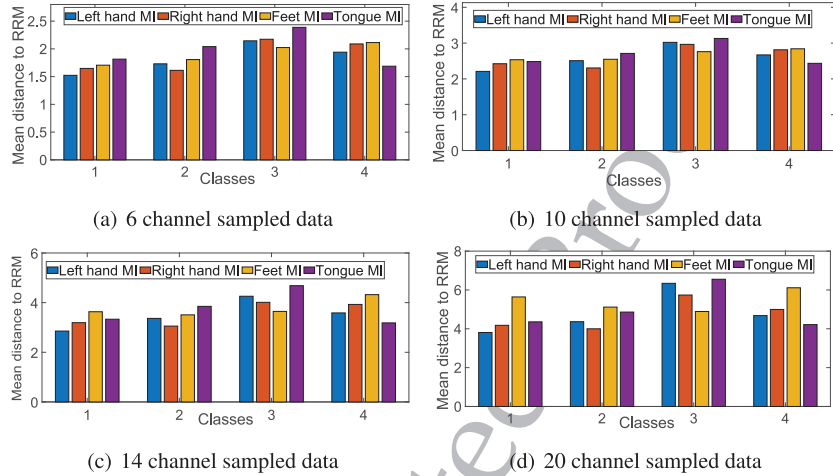 2.5
2
1.5
1
0.5
0
Mean distance to RRM
Left hand MI Right hand MI Feet MI Tongue MI
1 2 3 4
Classes
(a) 6 channel sampled data
4
3
2
1
0
Mean distance to RRM
Left hand MI Right hand MI Feet MI Tongue MI
1 2 3 4
Classes
(b) 10 channel sampled data
6
4
2
0
Mean distance to RRM
Left hand MI Right hand MI Feet MI Tongue MI
1 2 3 4
Classes
(c) 14 channel sampled data
8
6
4
2
0
Mean distance to RRM
Left hand MI Right hand MI Feet MI Tongue MI
1 2 3 4
Classes
(d) 20 channel sampled data